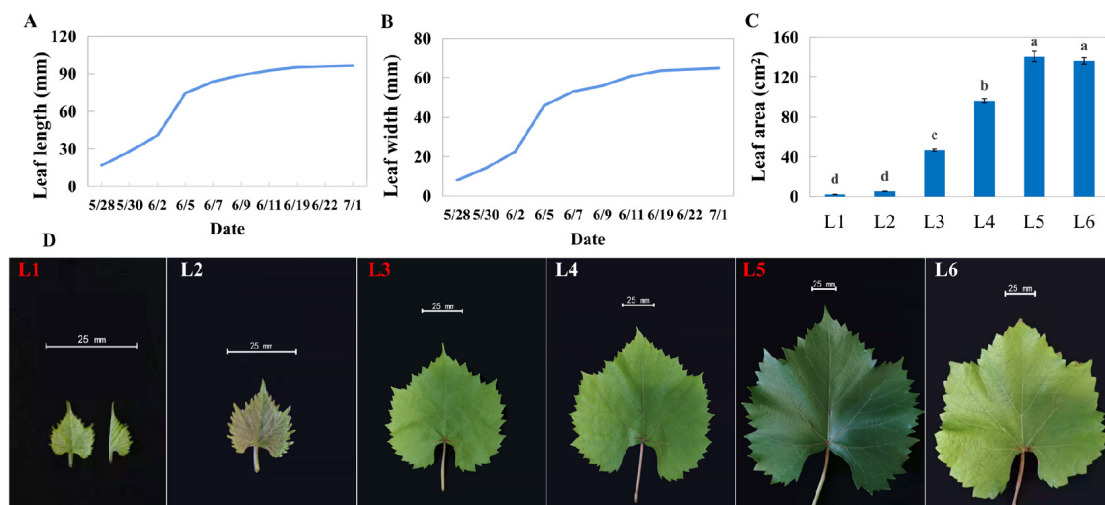 A
Leaf length (mm)
120
90
60
30
0
5/28 5/30 6/2 6/5 6/7 6/9 6/11 6/19 6/22 7/1
Date
B
Leaf width (mm)
80
60
40
20
0
5/28 5/30 6/2 6/5 6/7 6/9 6/11 6/19 6/22 7/1
Date
C
Leaf area (cm²)
160
120
80
40
0
d d c b a a
L1 L2 L3 L4 L5 L6
D
L1
25 mm
L2
25 mm
L3
25 mm
L4
25 mm
L5
25 mm
L6
25 mm